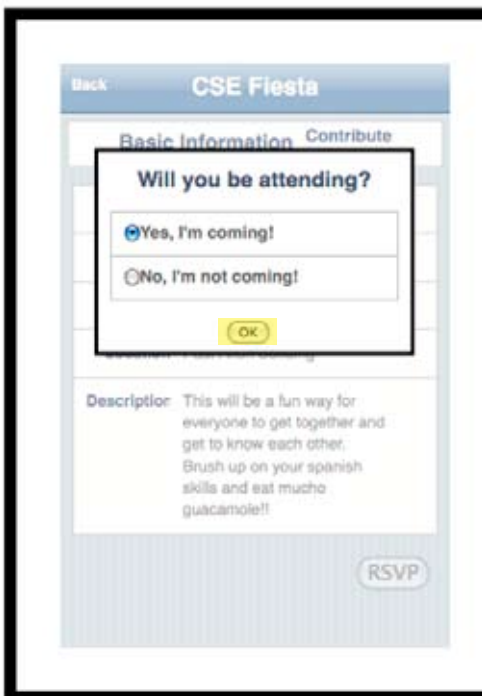 Back
CSE Fiesta
Basic Information
Contribute
Will you be attending?
Yes, I'm coming!
No, I'm not coming!
OK
Description
This will be a fun way for
everyone to get together and
get to know each other.
Brush up on your spanish
skills and eat mucho
guacamole!!
RSVP